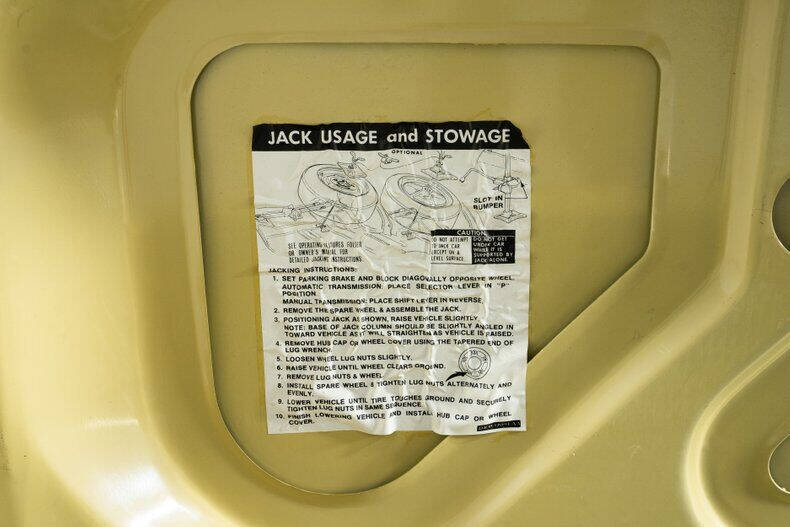 JACK USAGE and STOWAGE
OPTIONAL
SLOT IN
BUMPER
CAUTION
DO NOT ATTEMPT
TO JACK CAR
EXCEPT ON A
LEVEL SURFACE.
DO NOT GET
UNDER CAR
WHILE IT IS
SUPPORTED BY
JACK ALONE.
SEE OPERATING FEATURES FOLDER
OR OWNER'S MANUAL FOR
DETAILED JACKING INSTRUCTIONS.
JACKING INSTRUCTIONS:
1. SET PARKING BRAKE AND BLOCK DIAGONALLY OPPOSITE WHEEL.
AUTOMATIC TRANSMISSION: PLACE SELECTOR LEVER IN "P"
POSITION
MANUAL TRANSMISSION: PLACE SHIFT LEVER IN REVERSE.
2. REMOVE THE SPARE WHEEL & ASSEMBLE THE JACK.
3. POSITIONING JACK AS SHOWN, RAISE VEHICLE SLIGHTLY.
NOTE: BASE OF JACK COLUMN SHOULD BE SLIGHTLY ANGLED IN
TOWARD VEHICLE AS IT WILL STRAIGHTEN AS VEHICLE IS RAISED.
4. REMOVE HUB CAP OR WHEEL COVER USING THE TAPERED END OF
LUG WRENCH.
5. LOOSEN WHEEL LUG NUTS SLIGHTLY.
6. RAISE VEHICLE UNTIL WHEEL CLEARS GROUND.
7. REMOVE LUG NUTS & WHEEL.
8. INSTALL SPARE WHEEL & TIGHTEN LUG NUTS ALTERNATELY AND
EVENLY.
9. LOWER VEHICLE UNTIL TIRE TOUCHES GROUND AND SECURELY
TIGHTEN LUG NUTS IN SAME SEQUENCE.
10. FINISH LOWERING VEHICLE AND INSTALL HUB CAP OR WHEEL
COVER.